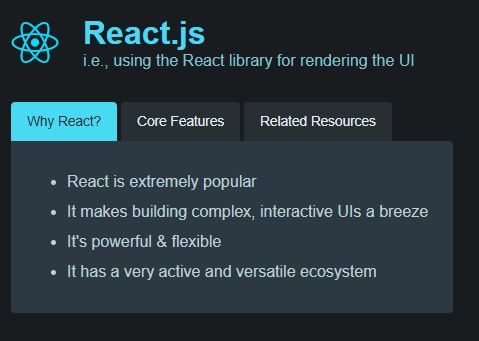 React.js
i.e., using the React library for rendering the UI
Why React?
Core Features
Related Resources
React is extremely popular
It makes building complex, interactive UIs a breeze
It's powerful & flexible
It has a very active and versatile ecosystem